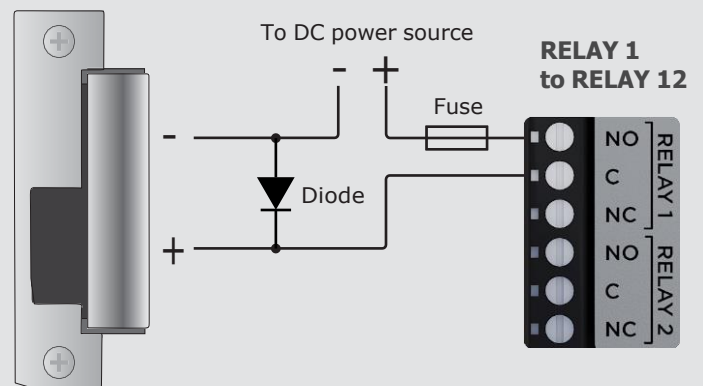 To DC power source
- +
RELAY 1
to RELAY 12
Fuse
-
Diode
+
NO
C
NC
RELAY 1
NO
C
NC
RELAY 2